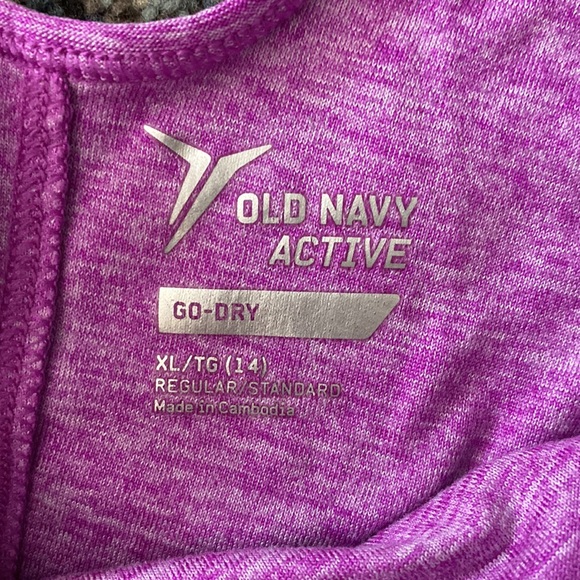 OLD NAVY
ACTIVE
GO-DRY
XL/TG (14)
REGULAR/STANDARD
Made in Cambodia